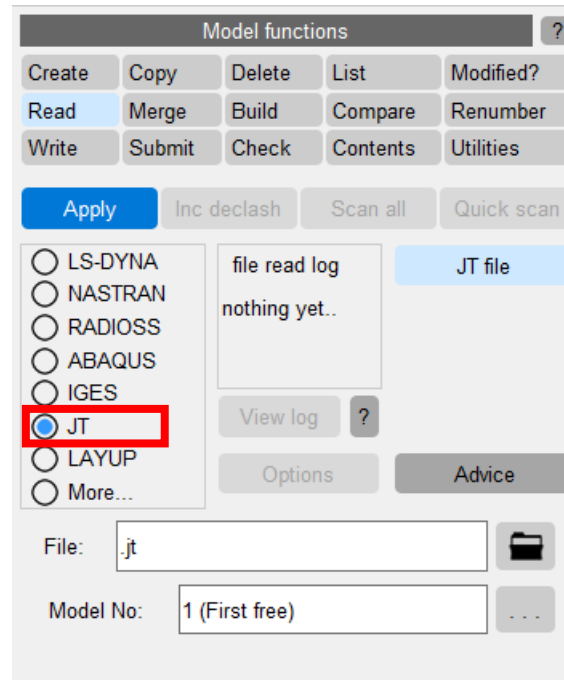 Model functions ?
Create Copy Delete List Modified?
Read Merge Build Compare Renumber
Write Submit Check Contents Utilities
Apply Inc declash Scan all Quick scan
LS-DYNA
NASTRAN
RADIOSS
ABAQUS
IGES
JT
LAYUP
More...
file read log
nothing yet..
View log ?
Options
JT file
Advice
File: .jt
Model No: 1 (First free) ...